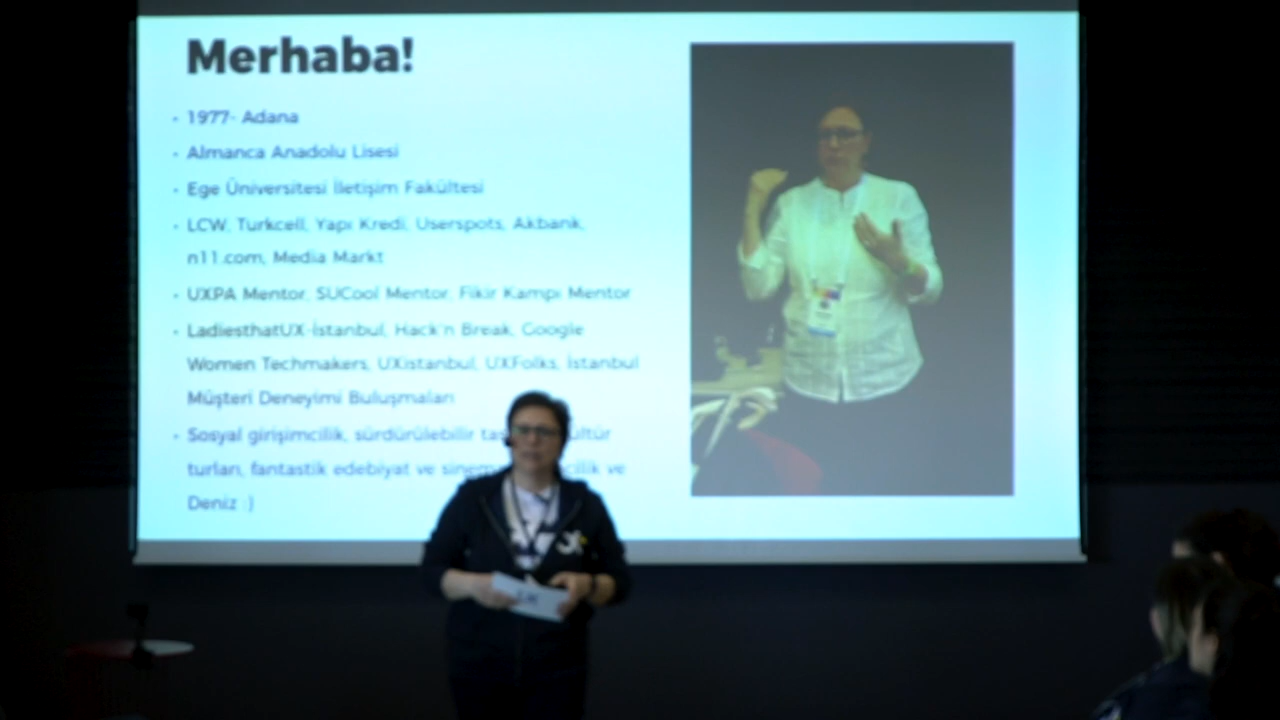 Merhaba!
• 1977- Adana
• Almanca Anadolu Lisesi
• Ege Üniversitesi İletişim Fakültesi
• LCW, Turkcell, Yapı Kredi, Userspots, Akbank,
n11.com, Media Markt
• UXPA Mentor, SUCool Mentor, Fikir Kampı Mentor
• LadiesthatUX-İstanbul, Hack'n Break, Google
Women Techmakers, UXistanbul, UXFolks, İstanbul
Müşteri Deneyimi Buluşmaları
• Sosyal girişimcilik, sürdürülebilir
turları, fantastik edebiyat ve ve
Deniz :)